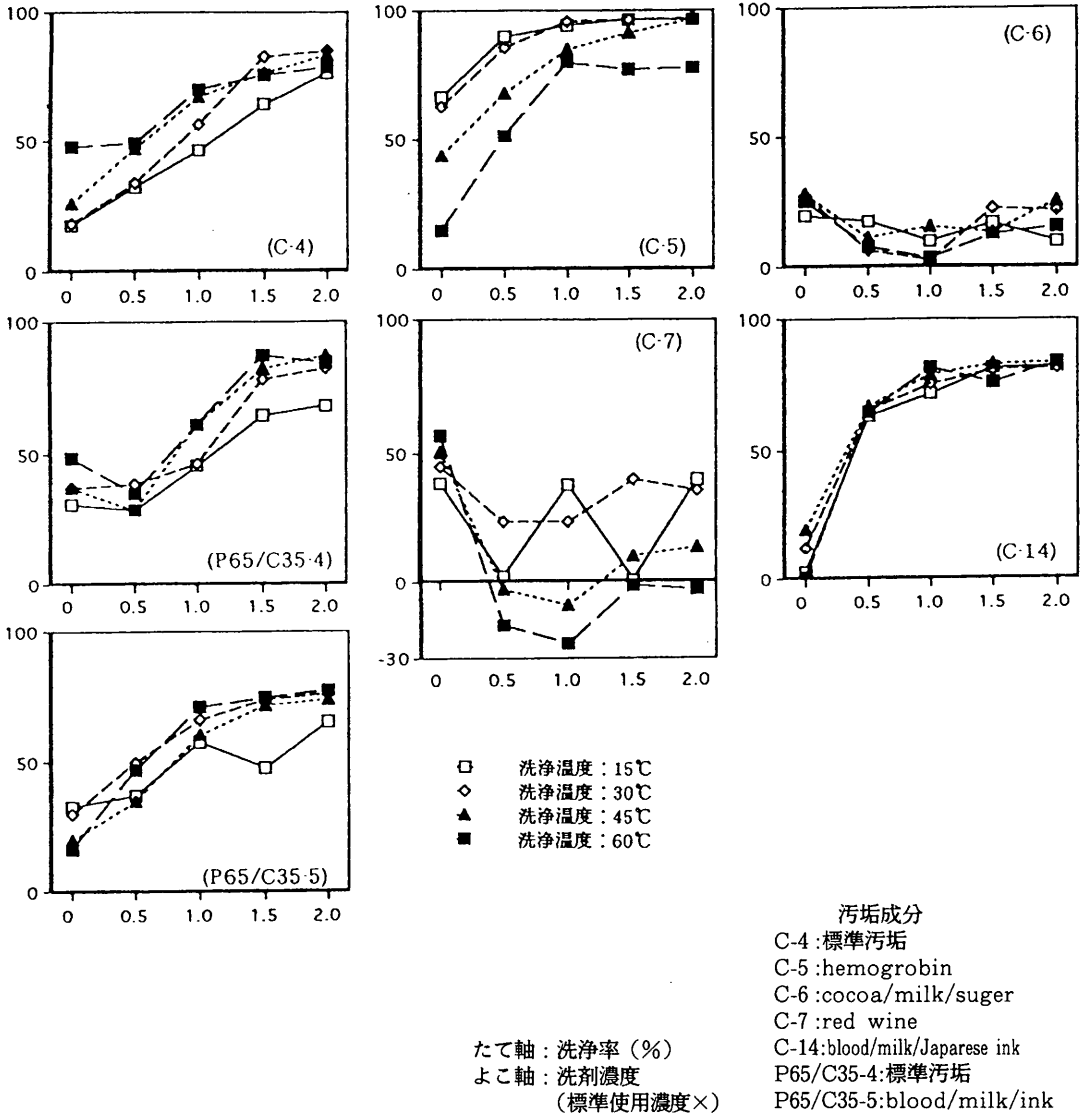 100
50
0
0 0.5 1.0 1.5 2.0
(C·4)
100
50
0
0 0.5 1.0 1.5 2.0
(C·5)
100
50
0
0 0.5 1.0 1.5 2.0
(C·6)
100
50
0
0 0.5 1.0 1.5 2.0
(P65/C35·4)
100
50
0
-30
0 0.5 1.0 1.5 2.0
(C·7)
100
50
0
0 0.5 1.0 1.5 2.0
(C·14)
100
50
0
0 0.5 1.0 1.5 2.0
(P65/C35·5)
洗浄温度：15℃
洗浄温度：30℃
洗浄温度：45℃
洗浄温度：60℃
たて軸：洗浄率（%）
よこ軸：洗剤濃度
（標準使用濃度×）
汚垢成分
C-4 :標準汚垢
C-5 :hemogrobin
C-6 :cocoa/milk/suger
C-7 :red wine
C-14:blood/milk/Japarese ink
P65/C35-4:標準汚垢
P65/C35-5:blood/milk/ink